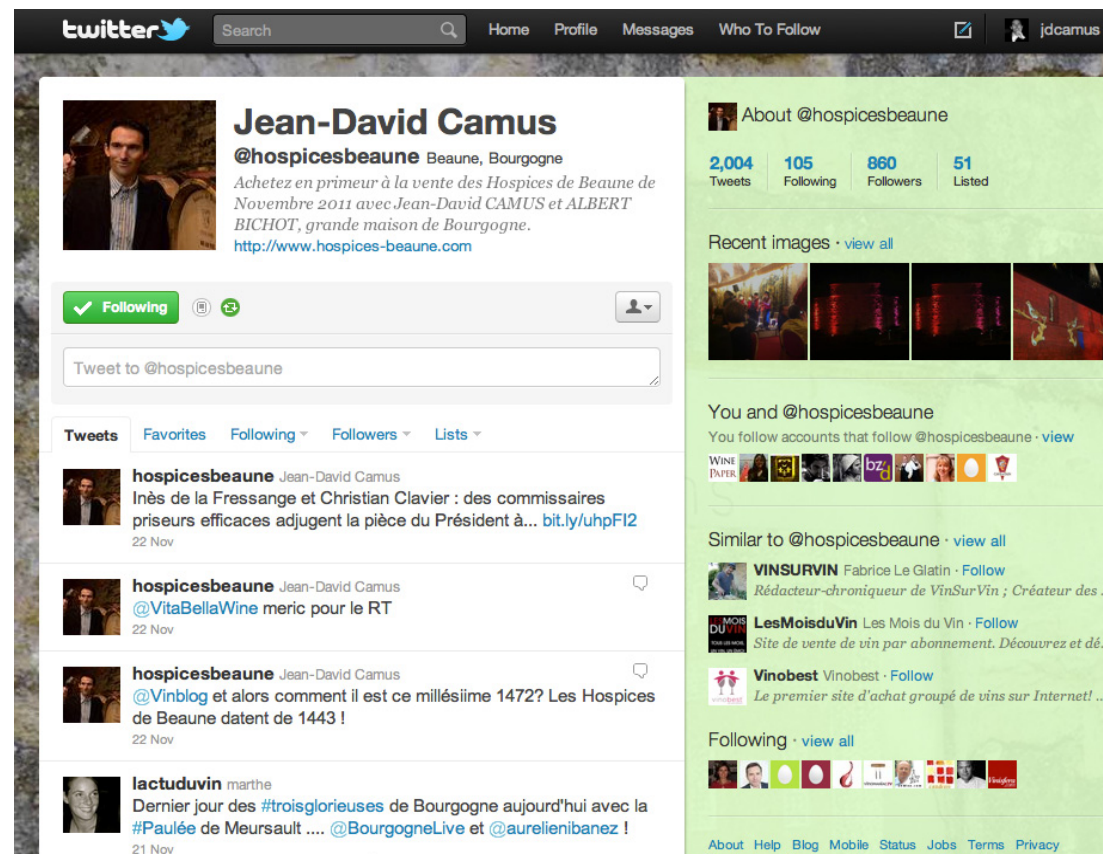 twitter
Search
Home Profile Messages Who To Follow
jdcamus
Jean-David Camus
@hospicesbeaune Beaune, Bourgogne
Achetez en primeur à la vente des Hospices de Beaune de
Novembre 2011 avec Jean-David CAMUS et ALBERT
BICHOT, grande maison de Bourgogne.
http://www.hospices-beaune.com
Following
Tweet to @hospicesbeaune
Tweets Favorites Following Followers Lists
hospicesbeaune Jean-David Camus
Inès de la Fressange et Christian Clavier : des commissaires
priseurs efficaces adjugent la pièce du Président à... bit.ly/uhpFI2
22 Nov
hospicesbeaune Jean-David Camus
@VitaBellaWine meric pour le RT
22 Nov
hospicesbeaune Jean-David Camus
@Vinblog et alors comment il est ce millésiime 1472? Les Hospices
de Beaune datent de 1443 !
22 Nov
lactuduvin marthe
Dernier jour des #troisglorieuses de Bourgogne aujourd'hui avec la
#Paulée de Meursault .... @BourgogneLive et @aurelienibanez !
21 Nov
About @hospicesbeaune
2,004 105 860 51
Tweets Following Followers Listed
Recent images · view all
You and @hospicesbeaune
You follow accounts that follow @hospicesbeaune · view
WINE
PAPER
bzd
Similar to @hospicesbeaune · view all
VINSURVIN Fabrice Le Glatin · Follow
Rédacteur-chroniqueur de VinSurVin ; Créateur des .
LES MOIS
DUVIN
LesMoisduVin Les Mois du Vin · Follow
Site de vente de vin par abonnement. Découvrez et dé.
vinobest
Vinobest Vinobest · Follow
Le premier site d'achat groupé de vins sur Internet! ..
Following · view all
About Help Blog Mobile Status Jobs Terms Privacy